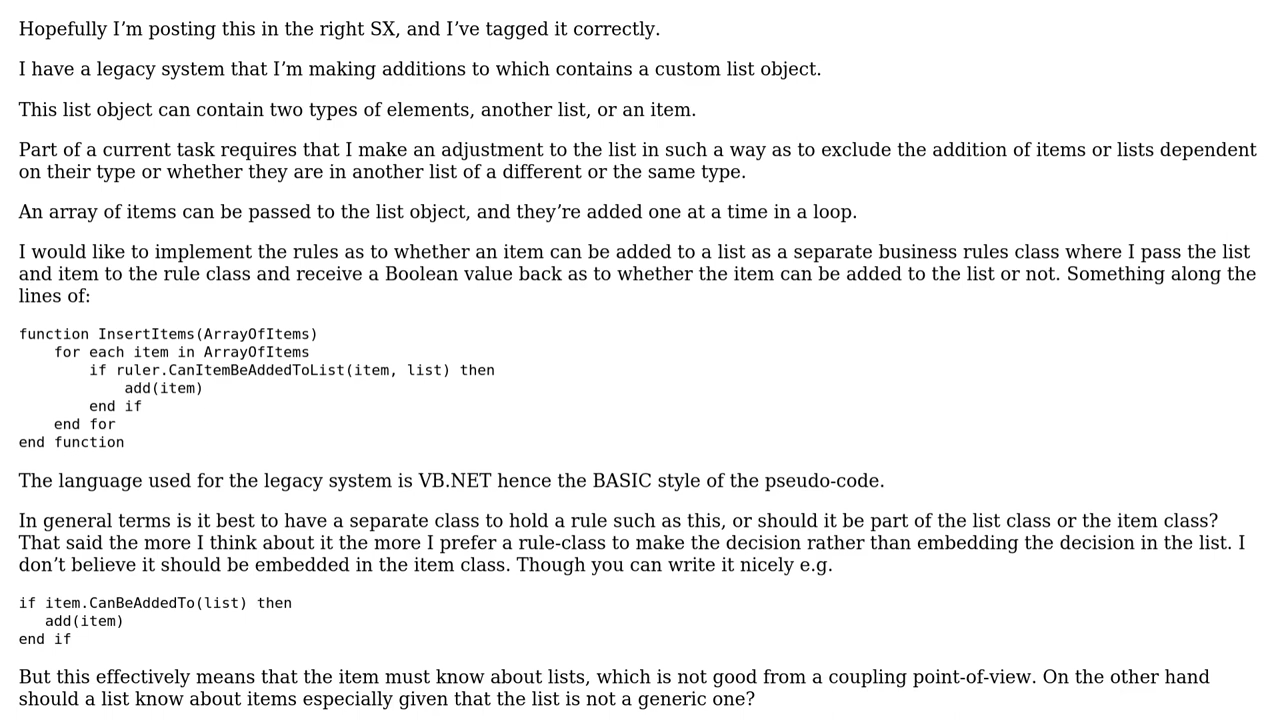 Hopefully I’m posting this in the right SX, and I’ve tagged it correctly.
I have a legacy system that I’m making additions to which contains a custom list object.
This list object can contain two types of elements, another list, or an item.
Part of a current task requires that I make an adjustment to the list in such a way as to exclude the addition of items or lists dependent
on their type or whether they are in another list of a different or the same type.
An array of items can be passed to the list object, and they’re added one at a time in a loop.
I would like to implement the rules as to whether an item can be added to a list as a separate business rules class where I pass the list
and item to the rule class and receive a Boolean value back as to whether the item can be added to the list or not. Something along the
lines of:
function InsertItems(ArrayOfItems)
    for each item in ArrayOfItems
        if ruler.CanItemBeAddedToList(item, list) then
            add(item)
        end if
    end for
end function
The language used for the legacy system is VB.NET hence the BASIC style of the pseudo-code.
In general terms is it best to have a separate class to hold a rule such as this, or should it be part of the list class or the item class?
That said the more I think about it the more I prefer a rule-class to make the decision rather than embedding the decision in the list. I
don’t believe it should be embedded in the item class. Though you can write it nicely e.g.
if item.CanBeAddedTo(list) then
   add(item)
end if
But this effectively means that the item must know about lists, which is not good from a coupling point-of-view. On the other hand
should a list know about items especially given that the list is not a generic one?